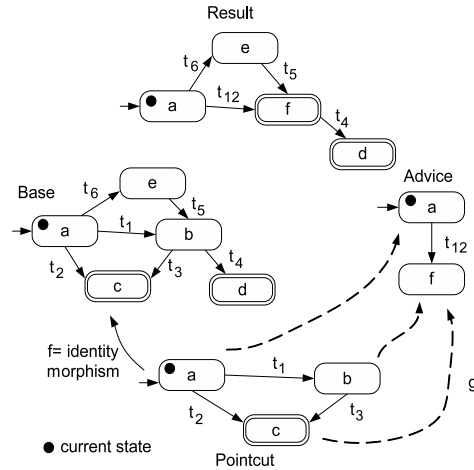 Result
e
t6
t5
a
t12
f
t4
d
Base
Advice
e
t6
t5
a
t1
b
t2
t3
t4
c
d
a
t12
f
f= identity
morphism
a
t1
b
t2
t3
c
g
current state
Pointcut